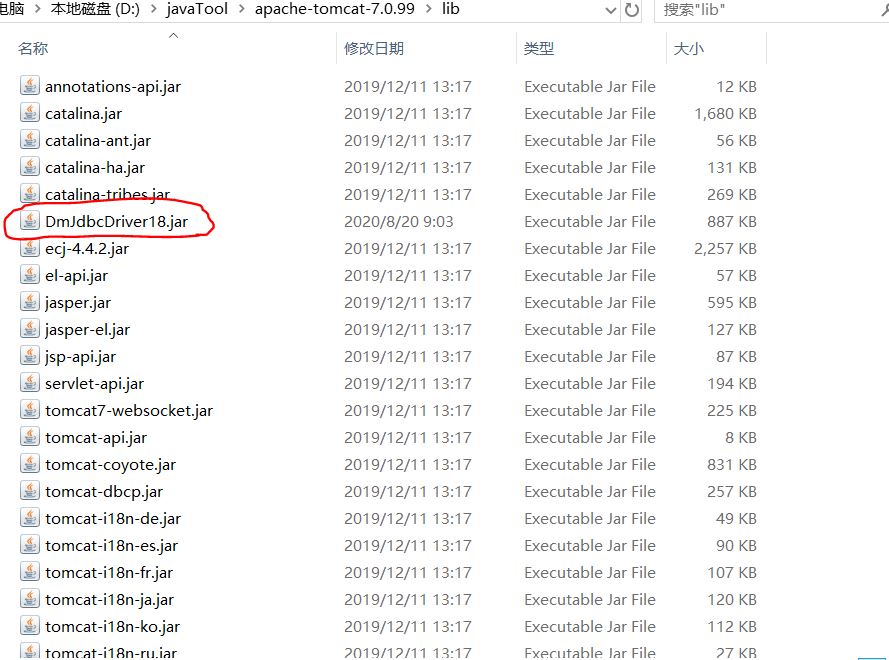 电脑 > 本地磁盘 (D:) > javaTool > apache-tomcat-7.0.99 > lib 搜索"lib"
名称 修改日期 类型 大小
annotations-api.jar 2019/12/11 13:17 Executable Jar File 12 KB
catalina.jar 2019/12/11 13:17 Executable Jar File 1,680 KB
catalina-ant.jar 2019/12/11 13:17 Executable Jar File 56 KB
catalina-ha.jar 2019/12/11 13:17 Executable Jar File 131 KB
catalina-tribes.jar 2019/12/11 13:17 Executable Jar File 269 KB
DmJdbcDriver18.jar 2020/8/20 9:03 Executable Jar File 887 KB
ecj-4.4.2.jar 2019/12/11 13:17 Executable Jar File 2,257 KB
el-api.jar 2019/12/11 13:17 Executable Jar File 57 KB
jasper.jar 2019/12/11 13:17 Executable Jar File 595 KB
jasper-el.jar 2019/12/11 13:17 Executable Jar File 127 KB
jsp-api.jar 2019/12/11 13:17 Executable Jar File 87 KB
servlet-api.jar 2019/12/11 13:17 Executable Jar File 194 KB
tomcat7-websocket.jar 2019/12/11 13:17 Executable Jar File 225 KB
tomcat-api.jar 2019/12/11 13:17 Executable Jar File 8 KB
tomcat-coyote.jar 2019/12/11 13:17 Executable Jar File 831 KB
tomcat-dbcp.jar 2019/12/11 13:17 Executable Jar File 257 KB
tomcat-i18n-de.jar 2019/12/11 13:17 Executable Jar File 49 KB
tomcat-i18n-es.jar 2019/12/11 13:17 Executable Jar File 90 KB
tomcat-i18n-fr.jar 2019/12/11 13:17 Executable Jar File 107 KB
tomcat-i18n-ja.jar 2019/12/11 13:17 Executable Jar File 120 KB
tomcat-i18n-ko.jar 2019/12/11 13:17 Executable Jar File 112 KB
tomcat-i18n-ru.jar 2019/12/11 13:17 Executable Jar File 27 KB